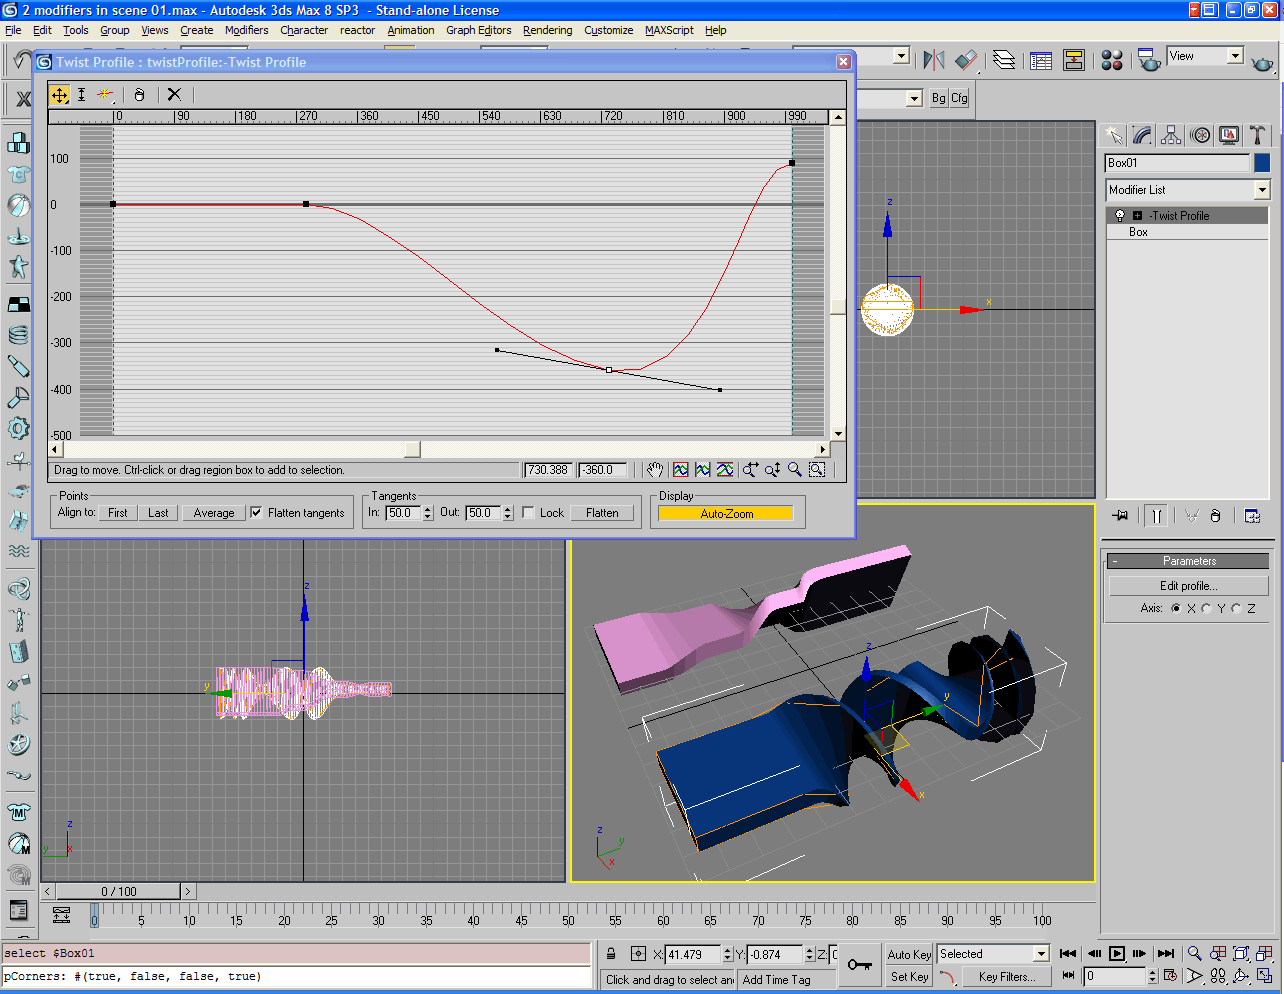 2 modifiers in scene 01.max - Autodesk 3ds Max 8 SP3  - Stand-alone License
File Edit Tools Group Views Create Modifiers Character reactor Animation Graph Editors Rendering Customize MAXScript Help
Twist Profile : twistProfile:-Twist Profile
View
Bg Cfg
0 90 180 270 360 450 540 630 720 810 900 990
100
0
-100
-200
-300
-400
-500
Drag to move. Ctrl-click or drag region box to add to selection.
730.388 -360.0
Points
Align to: First Last Average Flatten tangents
Tangents
In: 50.0 Out: 50.0 Lock Flatten
Display
Auto-Zoom
Box01
Modifier List
-Twist Profile
Box
Parameters
Edit profile...
Axis: X Y Z
z
x
z
y
z
y
x
z
y
x
z
y
x
0 / 100
0 5 10 15 20 25 30 35 40 45 50 55 60 65 70 75 80 85 90 95 100
select $Box01
pCorners: #(true, false, false, true)
X: 41.479 Y: -0.874 Z:
Click and drag to select an
Add Time Tag
Auto Key Selected
Set Key Key Filters...
0